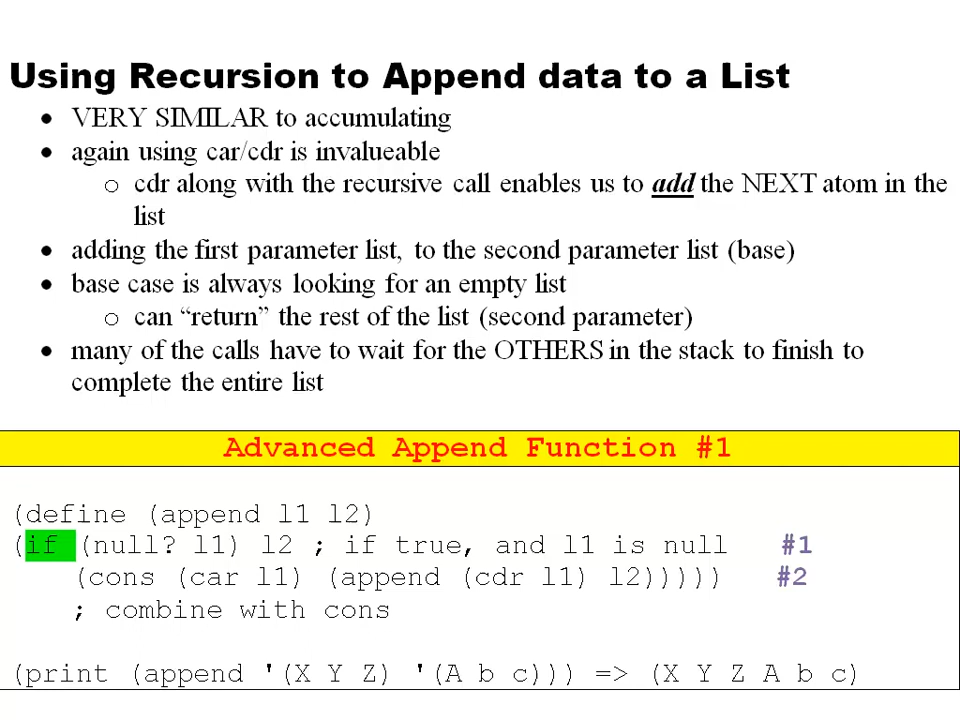 Using Recursion to Append data to a List
• VERY SIMILAR to accumulating
• again using car/cdr is invalueable
o cdr along with the recursive call enables us to add the NEXT atom in the
list
• adding the first parameter list, to the second parameter list (base)
• base case is always looking for an empty list
o can “return” the rest of the list (second parameter)
• many of the calls have to wait for the OTHERS in the stack to finish to
complete the entire list
Advanced Append Function #1
(define (append l1 l2)
(if (null? l1) l2 ; if true, and l1 is null #1
(cons (car l1) (append (cdr l1) l2))))) #2
; combine with cons
(print (append '(X Y Z) '(A b c))) => (X Y Z A b c)